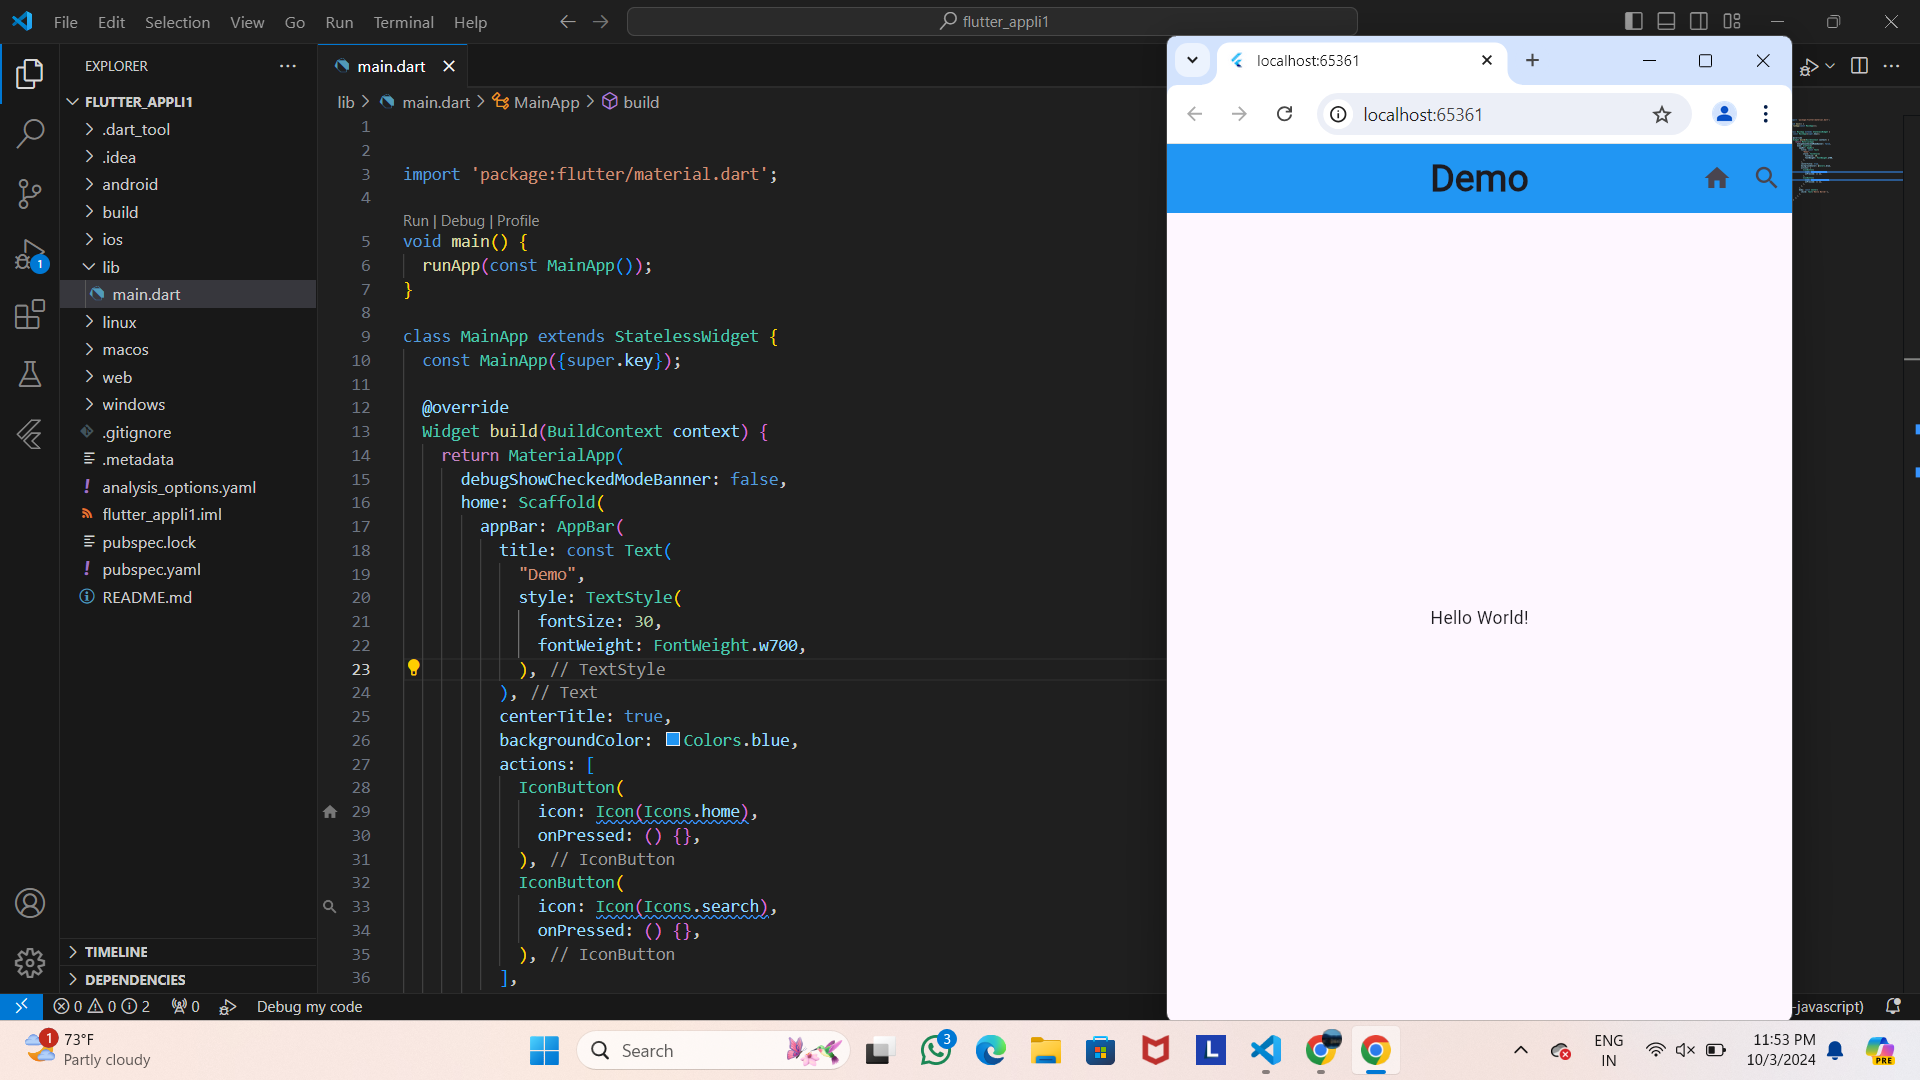 File Edit Selection View Go Run Terminal Help
flutter_appli1
EXPLORER
FLUTTER_APPLI1
.dart_tool
.idea
android
build
ios
lib
main.dart
linux
macos
web
windows
.gitignore
.metadata
analysis_options.yaml
flutter_appli1.iml
pubspec.lock
pubspec.yaml
README.md
TIMELINE
DEPENDENCIES
1
main.dart
lib > main.dart > MainApp > build
1
2
3 import 'package:flutter/material.dart';
4
Run | Debug | Profile
5 void main() {
6 runApp(const MainApp());
7 }
8
9 class MainApp extends StatelessWidget {
10 const MainApp({super.key});
11
12 @override
13 Widget build(BuildContext context) {
14 return MaterialApp(
15 debugShowCheckedModeBanner: false,
16 home: Scaffold(
17 appBar: AppBar(
18 title: const Text(
19 "Demo",
20 style: TextStyle(
21 fontSize: 30,
22 fontWeight: FontWeight.w700,
23 ), // TextStyle
24 ), // Text
25 centerTitle: true,
26 backgroundColor: Colors.blue,
27 actions: [
28 IconButton(
29 icon: Icon(Icons.home),
30 onPressed: () {},
31 ), // IconButton
32 IconButton(
33 icon: Icon(Icons.search),
34 onPressed: () {},
35 ), // IconButton
36 ],
localhost:65361
localhost:65361
Demo
Hello World!
0 0 2 0 Debug my code
-javascript)
1
73°F
Partly cloudy
Search
3
L
ENG
IN
11:53 PM
10/3/2024
PRE